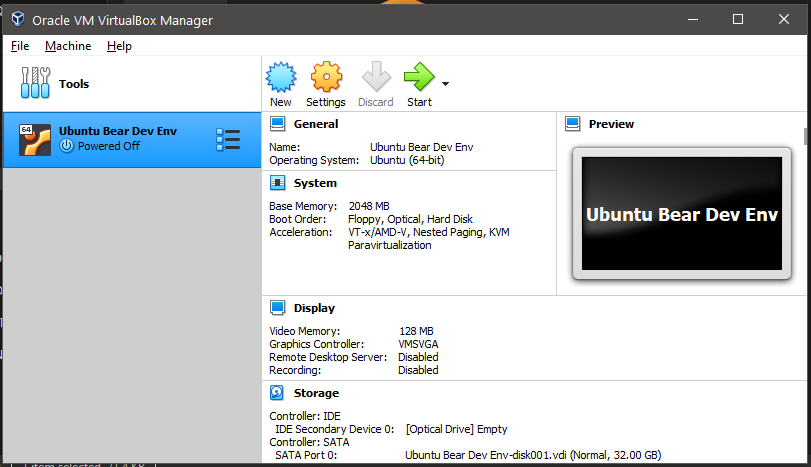 Oracle VM VirtualBox Manager
File Machine Help
Tools
New Settings Discard Start
64
Ubuntu Bear Dev Env
Powered Off
General
Name: Ubuntu Bear Dev Env
Operating System: Ubuntu (64-bit)
System
Base Memory: 2048 MB
Boot Order: Floppy, Optical, Hard Disk
Acceleration: VT-x/AMD-V, Nested Paging, KVM
Paravirtualization
Preview
Ubuntu Bear Dev Env
Display
Video Memory: 128 MB
Graphics Controller: VMSVGA
Remote Desktop Server: Disabled
Recording: Disabled
Storage
Controller: IDE
IDE Secondary Device 0: [Optical Drive] Empty
Controller: SATA
SATA Port 0: Ubuntu Bear Dev Env-disk001.vdi (Normal, 32.00 GB)